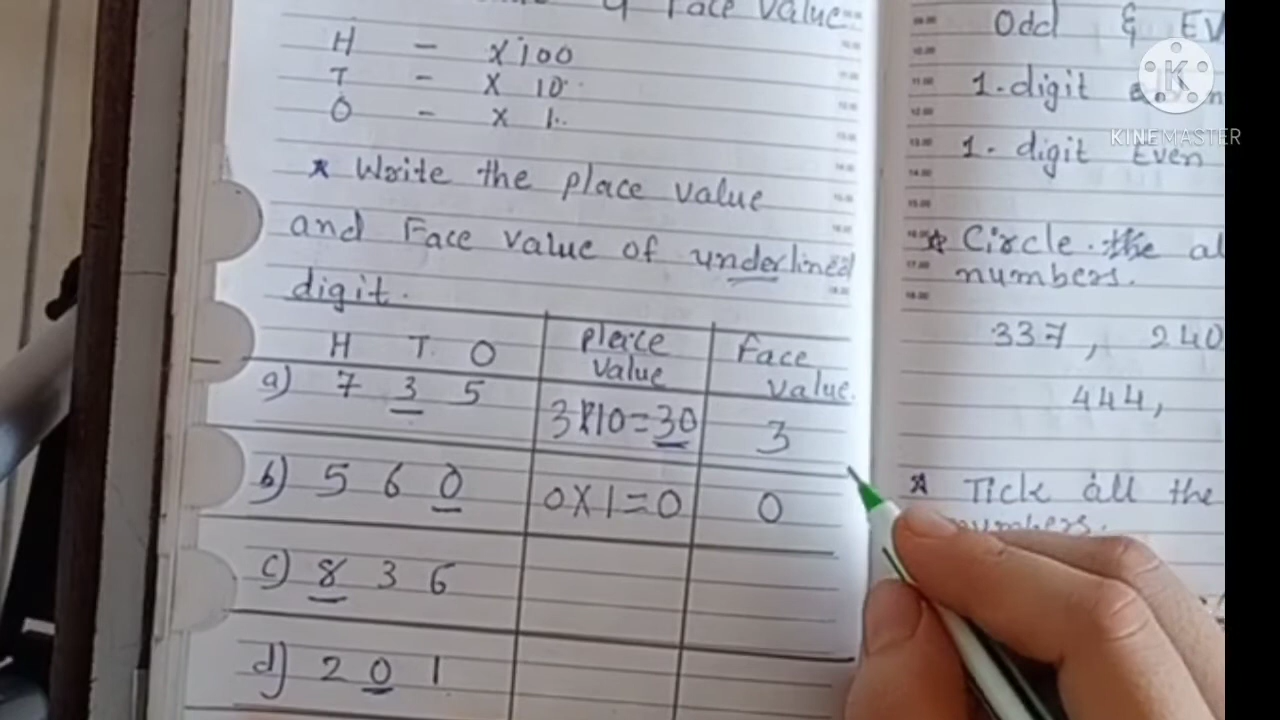 & Face Value
H - X 100
T - X 10
O - X 1
* Write the place value
and Face value of underlined
digit.
H T O place value Face value.
a) 7 3 5 3X10=30 3
b) 5 6 0 0X1=0 0
c) 8 3 6
d) 2 0 1
Odd & EV
1-digit
1-digit Even
* Circle the al
numbers.
337, 240
444,
* Tick all the
numbers.
K
KINEMASTER